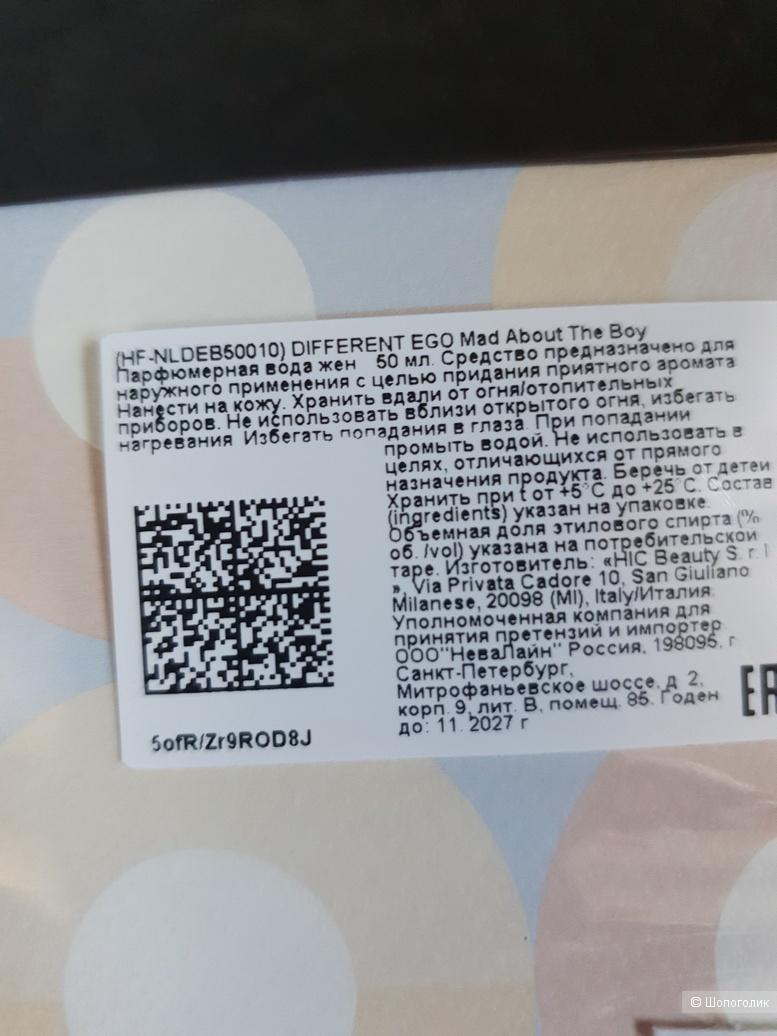 (HF-NLDEB50010) DIFFERENT EGO Mad About The Boy
Парфюмерная вода жен 50 мл. Средство предназначено для
наружного применения с целью придания приятного аромата
Нанести на кожу. Хранить вдали от огня/отопительных
приборов. Не использовать вблизи открытого огня, избегать
нагревания Избегать попадания в глаза. При попадании
промыть водой. Не использовать в
целях, отличающихся от прямого
назначения продукта. Беречь от детей
Хранить при t от +5°С до +25°С. Состав
(ingredients) указан на упаковке.
Объемная доля этилового спирта (%
об. /vol) указана на потребительской
таре. Изготовитель: «HIC Beauty S. r. l
», Via Privata Cadore 10, San Giuliano
Milanese, 20098 (MI), Italy/Италия.
Уполномоченная компания для
принятия претензий и импортер
ООО"НеваЛайн" Россия, 198095, г
Санкт-Петербург,
Митрофаньевское шоссе, д. 2,
корп. 9, лит. В, помещ. 85. Годен
до: 11. 2027 г
5ofR/Zr9ROD8J
© Шопоголик